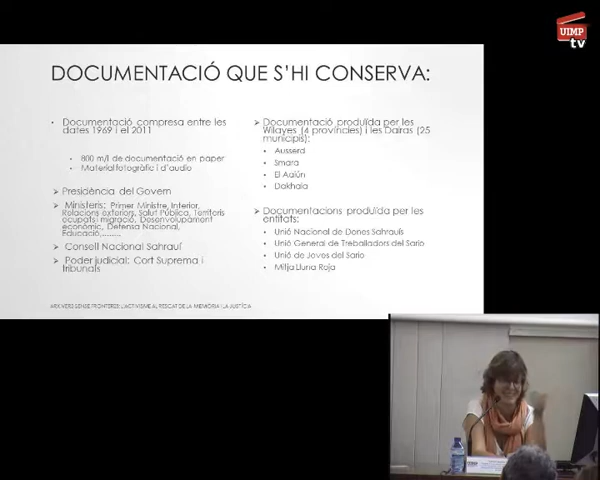 UIMP
tv
DOCUMENTACIÓ QUE S'HI CONSERVA:
Documentació compresa entre les
dates 1969 i el 2011
800 m/l de documentació en paper
Material fotogràfic i d'audio
Presidència del Govern
Ministeris: Primer Ministre, Interior,
Relacions exteriors, Salut Pública, Territoris
ocupats i migració, Desenvolupament
econòmic, Defensa Nacional,
Educació,.......
Consell Nacional Sahrauí
Poder judicial: Cort Suprema i
tribunals
Documentació produïda per les
Wilayes (4 províncies) i les Dairas (25
municipis):
Ausserd
Smara
El Aaiún
Dakhala
Documentacions produïda per les
entitats:
Unió Nacional de Dones Sahrauís
Unió General de Treballadors del Sario
Unió de Joves del Sario
Mitja Lluna Roja
ARXIVERS SENSE FRONTERES: L'ACTIVISME AL RESCAT DE LA MEMÒRIA I LA JUSTÍCIA